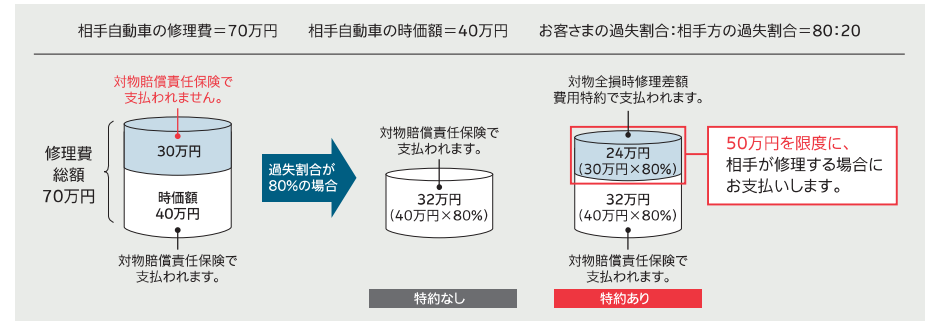 相手自動車の修理費＝70万円　相手自動車の時価額＝40万円　お客さまの過失割合：相手方の過失割合＝80：20
対物賠償責任保険で
支払われません。
修理費
総額
70万円
30万円
時価額
40万円
対物賠償責任保険で
支払われます。
過失割合が
80%の場合
対物賠償責任保険で
支払われます。
32万円
（40万円×80%）
特約なし
対物全損時修理差額
費用特約で支払われます。
24万円
（30万円×80%）
32万円
（40万円×80%）
対物賠償責任保険で
支払われます。
特約あり
50万円を限度に、
相手が修理する場合に
お支払いします。